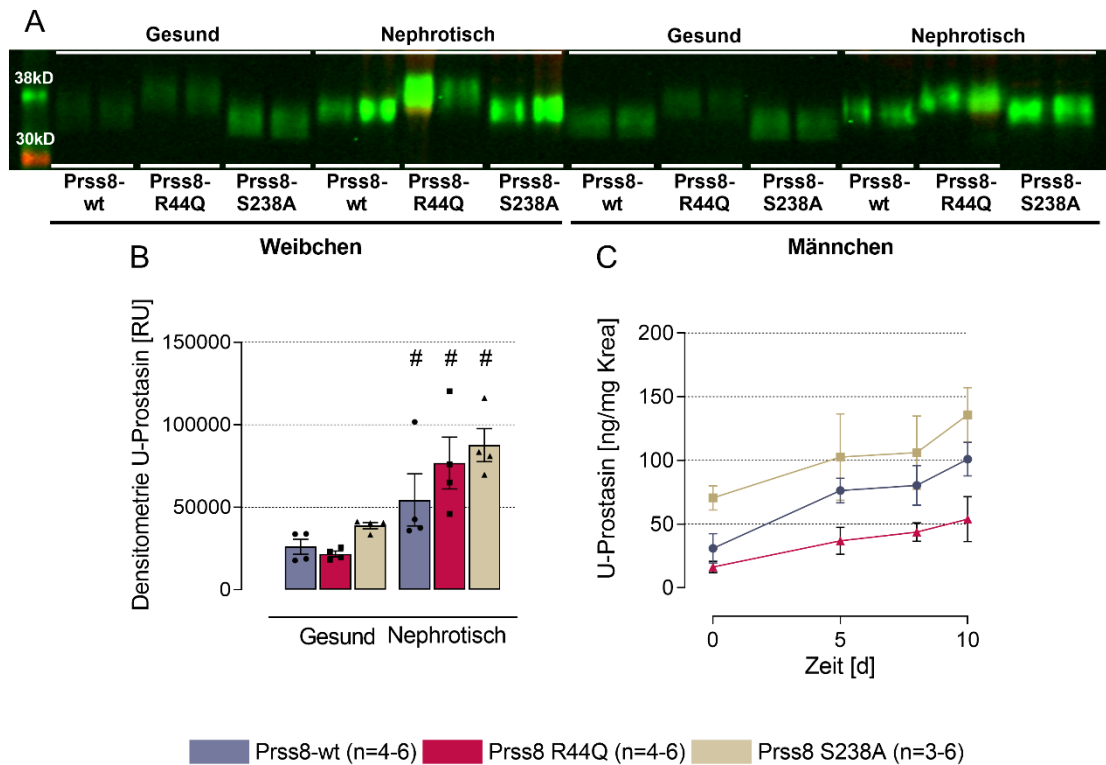 A
Gesund Nephrotisch Gesund Nephrotisch
38kD
30kD
Prss8-wt Prss8-R44Q Prss8-S238A Prss8-wt Prss8-R44Q Prss8-S238A Prss8-wt Prss8-R44Q Prss8-S238A Prss8-wt Prss8-R44Q Prss8-S238A
Weibchen Männchen
B
Densitometrie U-Prostasin [RU]
150000
100000
50000
0
# # #
Gesund Nephrotisch
C
U-Prostasin [ng/mg Krea]
200
150
100
50
0
0 5 10
Zeit [d]
Prss8-wt (n=4-6) Prss8 R44Q (n=4-6) Prss8 S238A (n=3-6)